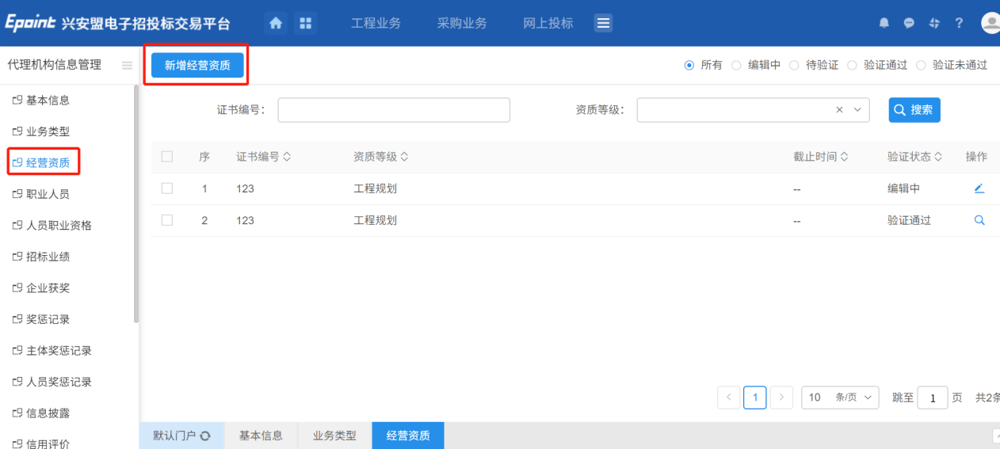 Epoint 兴安盟电子招投标交易平台 工程业务 采购业务 网上投标 ?
代理机构信息管理 新增经营资质 所有 编辑中 待验证 验证通过 验证未通过
基本信息
证书编号： 资质等级： 搜索
业务类型
序 证书编号 资质等级 截止时间 验证状态 操作
经营资质
1 123 工程规划 -- 编辑中
职业人员
2 123 工程规划 -- 验证通过
人员职业资格
招标业绩
企业获奖
奖惩记录
主体奖惩记录
人员奖惩记录
1 10 条/页 跳至 1 页 共2条
信息披露
默认门户 基本信息 业务类型 经营资质
信用评价